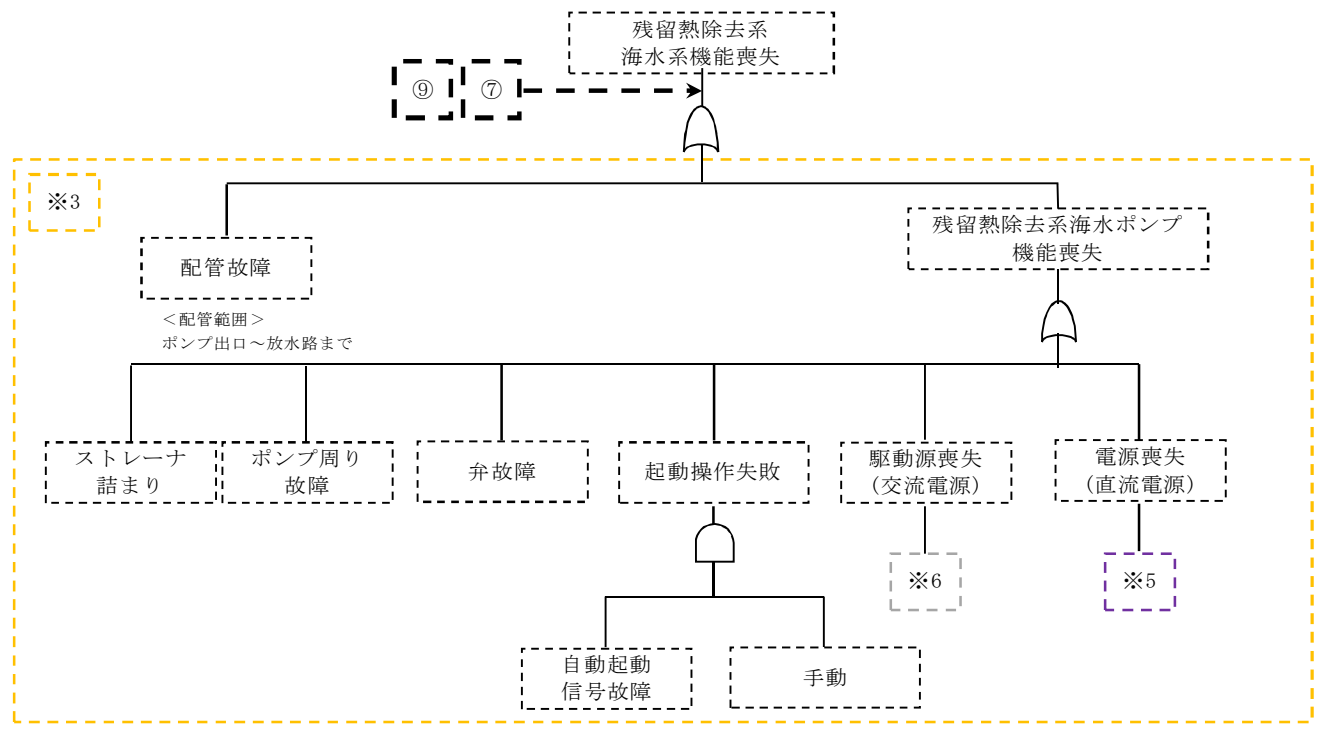 残留熱除去系
海水系機能喪失
⑨ ⑦
※3
残留熱除去系海水ポンプ
機能喪失
配管故障
＜配管範囲＞
ポンプ出口～放水路まで
ストレーナ
詰まり
ポンプ周り
故障
弁故障
起動操作失敗
駆動源喪失
(交流電源)
電源喪失
(直流電源)
※6
※5
自動起動
信号故障
手動